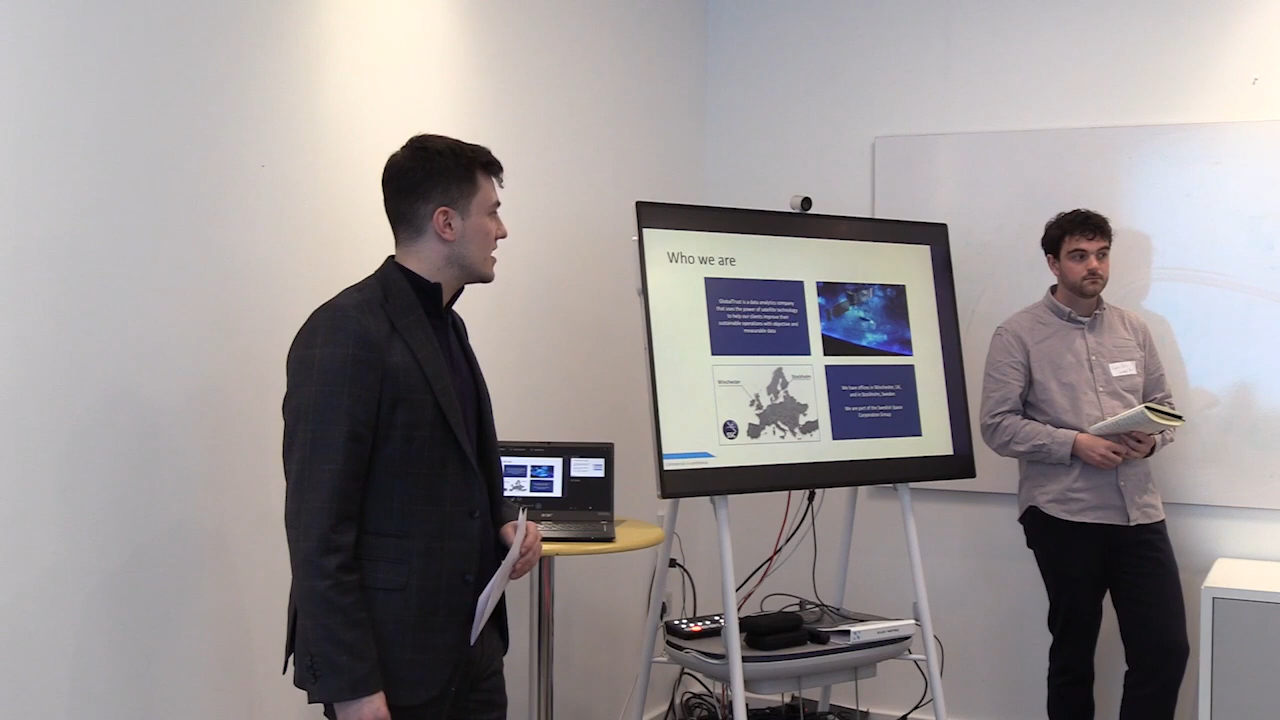 Who we are
GlobalTrust is a data analytics company
that uses the power of satellite technology
to help our clients improve their
sustainable operations with objective and
measurable data
Winchester
Stockholm
We have offices in Winchester, UK,
and in Stockholm, Sweden
We are part of the Swedish Space
Corporation Group
acer